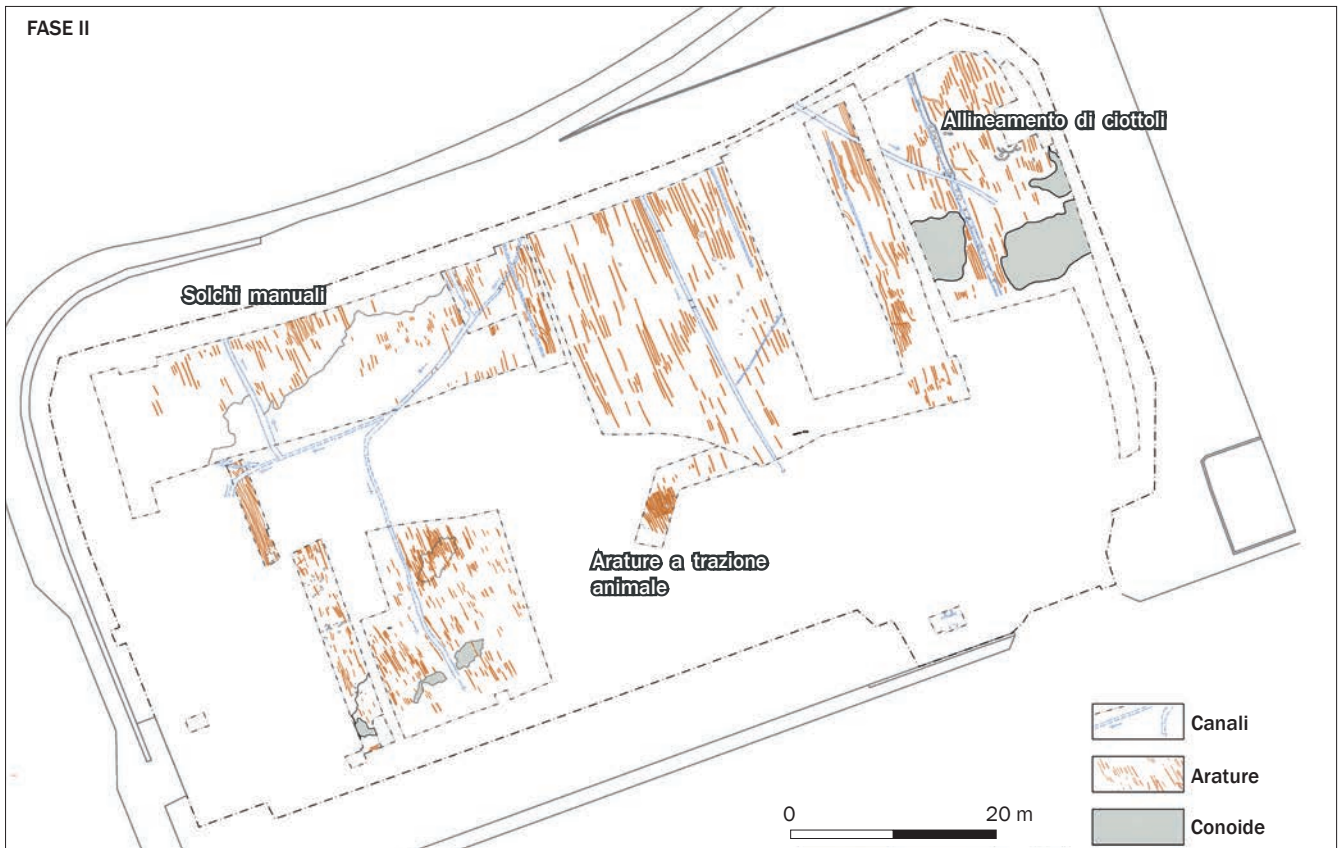 FASE II
Allineamento di ciottoli
Solchi manuali
Arature a trazione
animale
Canali
Arature
Conoide
0 20 m